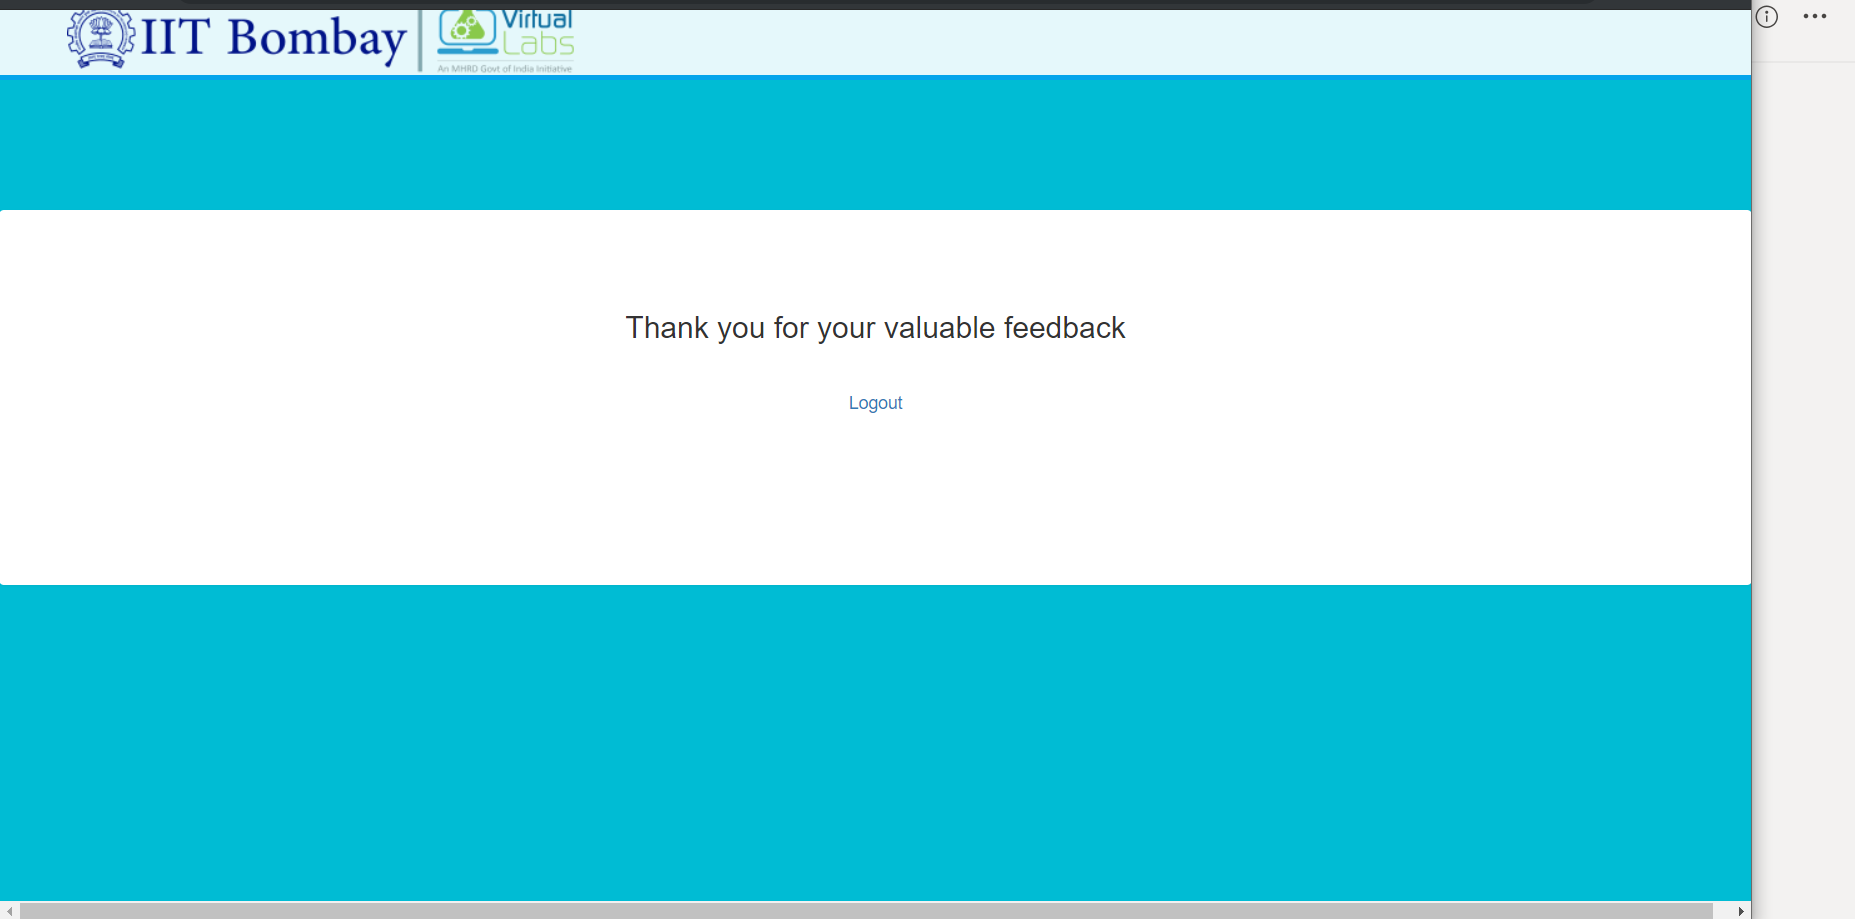 IIT Bombay
Virtual
Labs
An MHRD Govt of India Initiative
Thank you for your valuable feedback
Logout